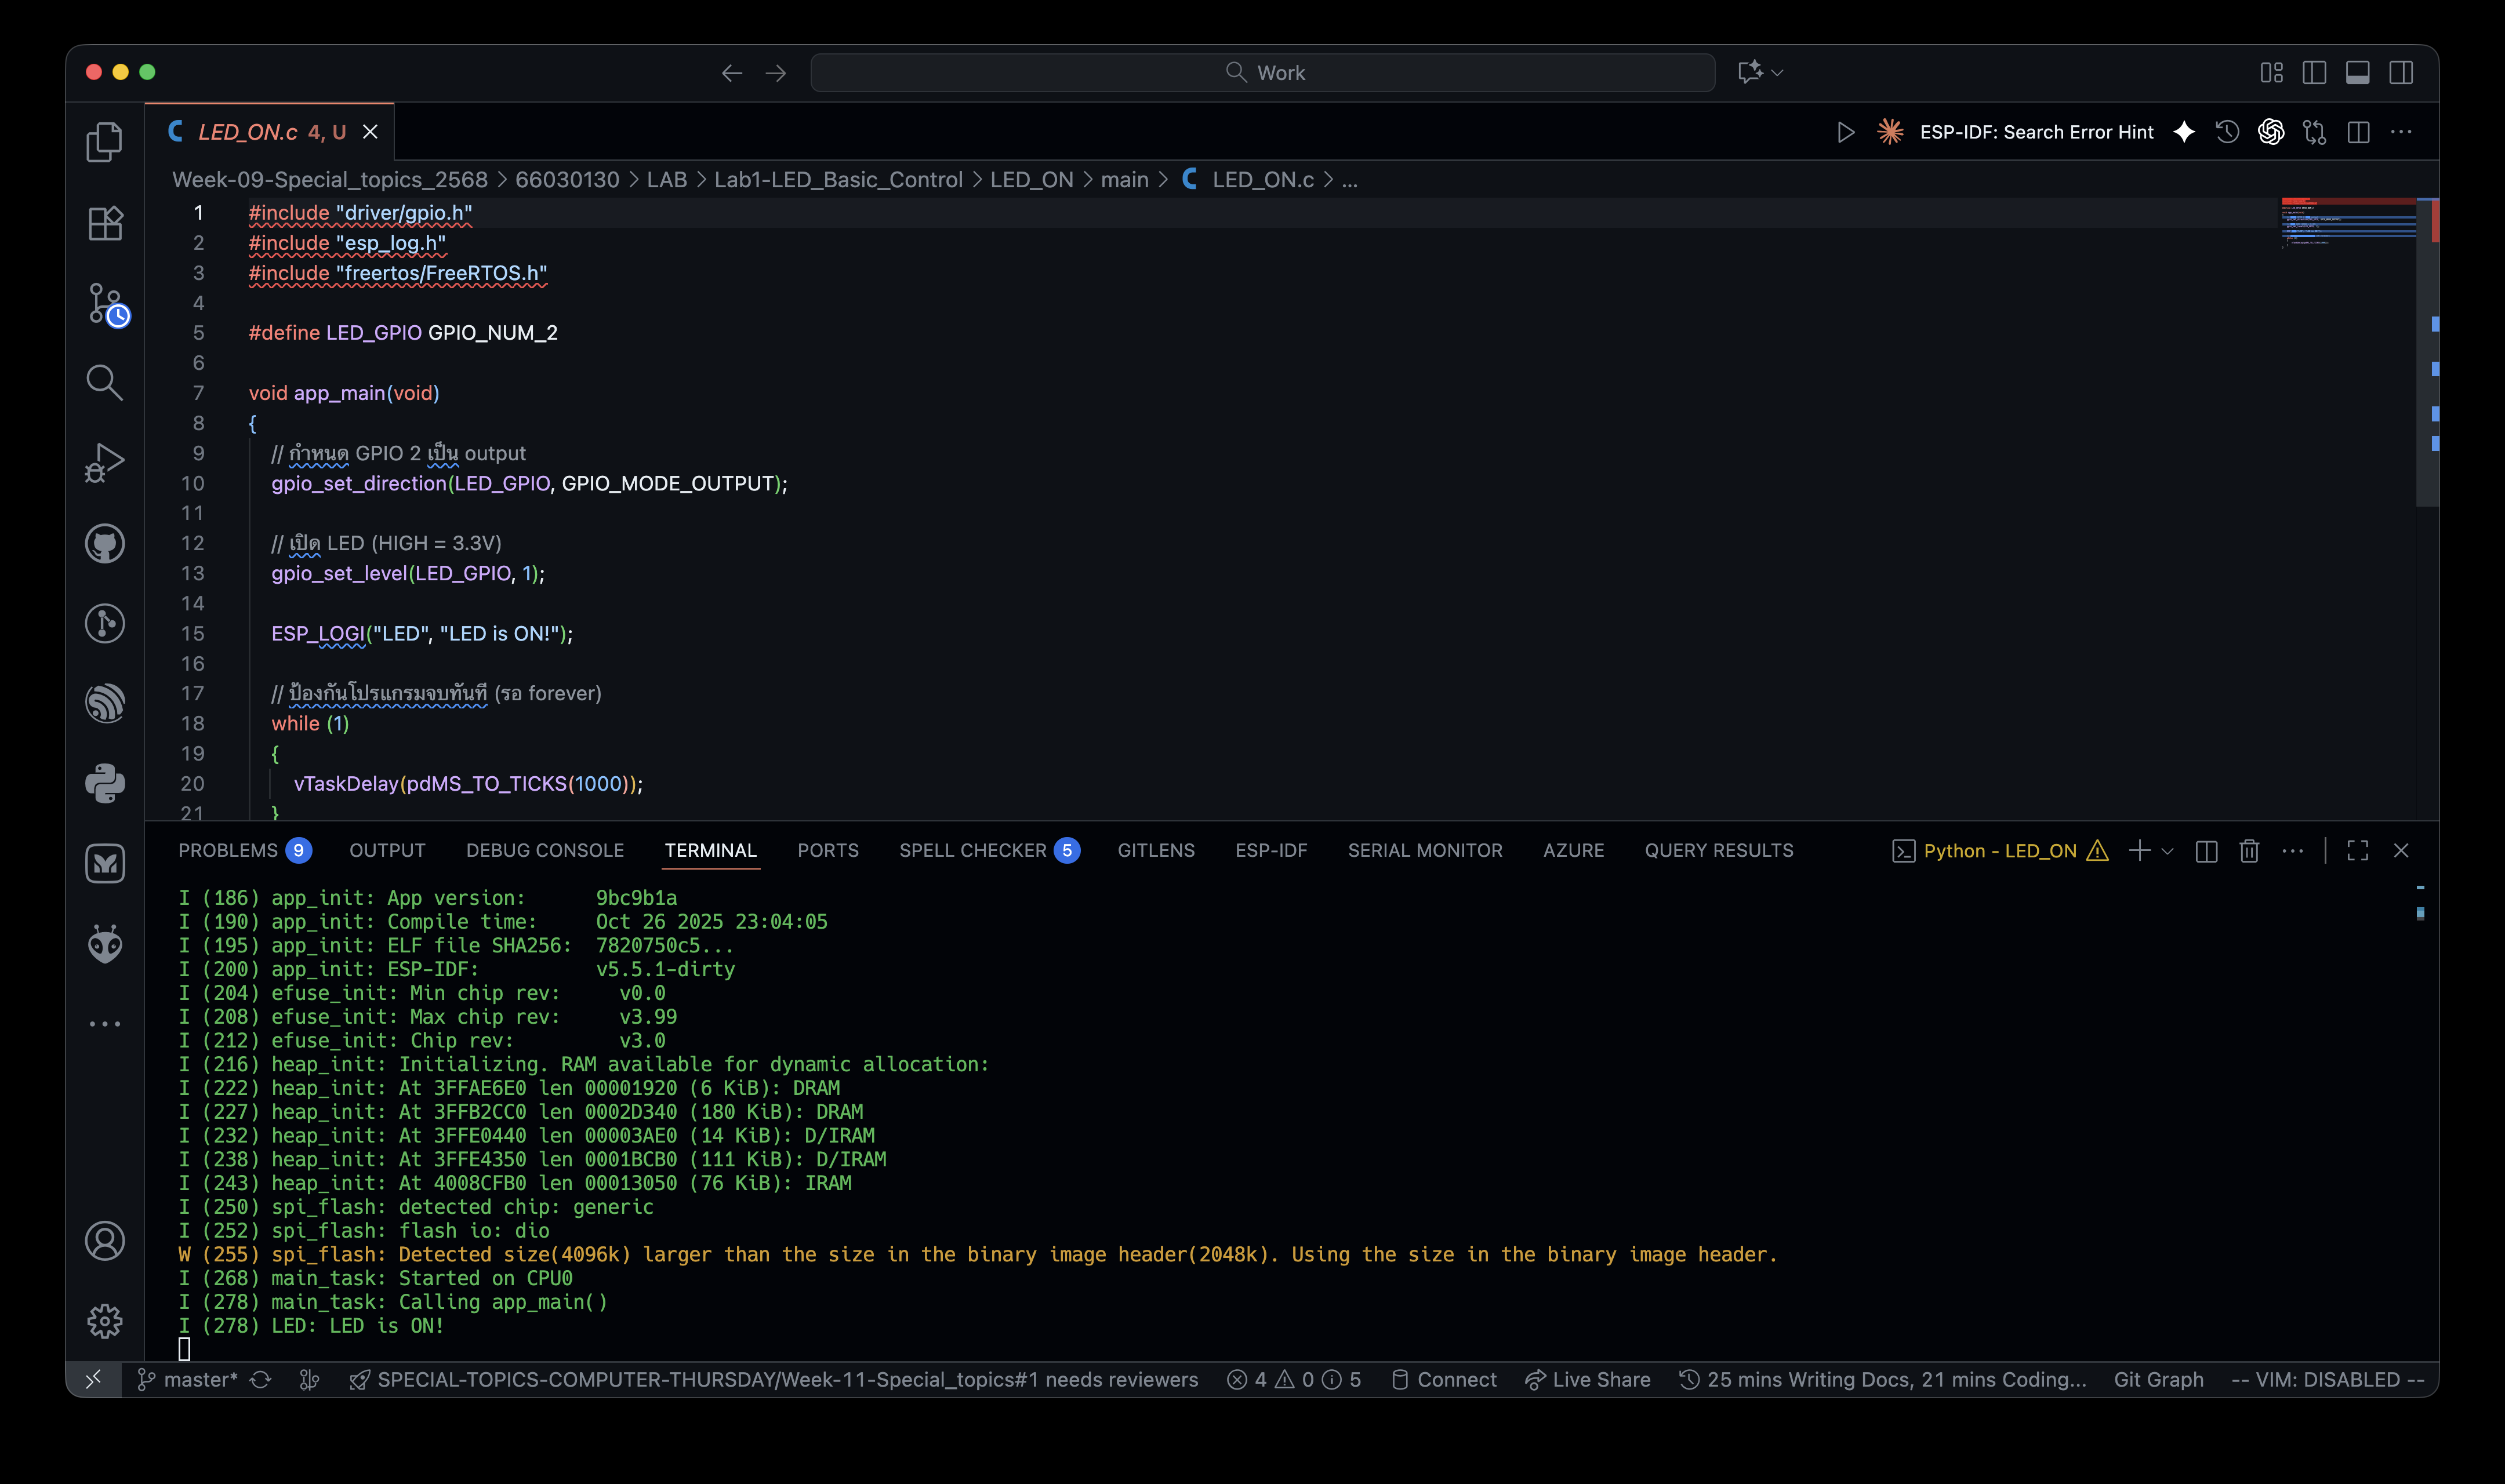 Work
LED_ON.c 4, U
ESP-IDF: Search Error Hint
Week-09-Special_topics_2568 > 66030130 > LAB > Lab1-LED_Basic_Control > LED_ON > main > LED_ON.c > ...
1 #include "driver/gpio.h"
2 #include "esp_log.h"
3 #include "freertos/FreeRTOS.h"
4
5 #define LED_GPIO GPIO_NUM_2
6
7 void app_main(void)
8 {
9 // กำหนด GPIO 2 เป็น output
10 gpio_set_direction(LED_GPIO, GPIO_MODE_OUTPUT);
11
12 // เปิด LED (HIGH = 3.3V)
13 gpio_set_level(LED_GPIO, 1);
14
15 ESP_LOGI("LED", "LED is ON!");
16
17 // ป้องกันโปรแกรมจบทันที (รอ forever)
18 while (1)
19 {
20 vTaskDelay(pdMS_TO_TICKS(1000));
21 }
PROBLEMS 9 OUTPUT DEBUG CONSOLE TERMINAL PORTS SPELL CHECKER 5 GITLENS ESP-IDF SERIAL MONITOR AZURE QUERY RESULTS Python - LED_ON
I (186) app_init: App version: 9bc9b1a
I (190) app_init: Compile time: Oct 26 2025 23:04:05
I (195) app_init: ELF file SHA256: 7820750c5...
I (200) app_init: ESP-IDF: v5.5.1-dirty
I (204) efuse_init: Min chip rev: v0.0
I (208) efuse_init: Max chip rev: v3.99
I (212) efuse_init: Chip rev: v3.0
I (216) heap_init: Initializing. RAM available for dynamic allocation:
I (222) heap_init: At 3FFAE6E0 len 00001920 (6 KiB): DRAM
I (227) heap_init: At 3FFB2CC0 len 0002D340 (180 KiB): DRAM
I (232) heap_init: At 3FFE0440 len 00003AE0 (14 KiB): D/IRAM
I (238) heap_init: At 3FFE4350 len 0001BCB0 (111 KiB): D/IRAM
I (243) heap_init: At 4008CFB0 len 00013050 (76 KiB): IRAM
I (250) spi_flash: detected chip: generic
I (252) spi_flash: flash io: dio
W (255) spi_flash: Detected size(4096k) larger than the size in the binary image header(2048k). Using the size in the binary image header.
I (268) main_task: Started on CPU0
I (278) main_task: Calling app_main()
I (278) LED: LED is ON!
master* SPECIAL-TOPICS-COMPUTER-THURSDAY/Week-11-Special_topics#1 needs reviewers 4 0 5 Connect Live Share 25 mins Writing Docs, 21 mins Coding... Git Graph -- VIM: DISABLED --